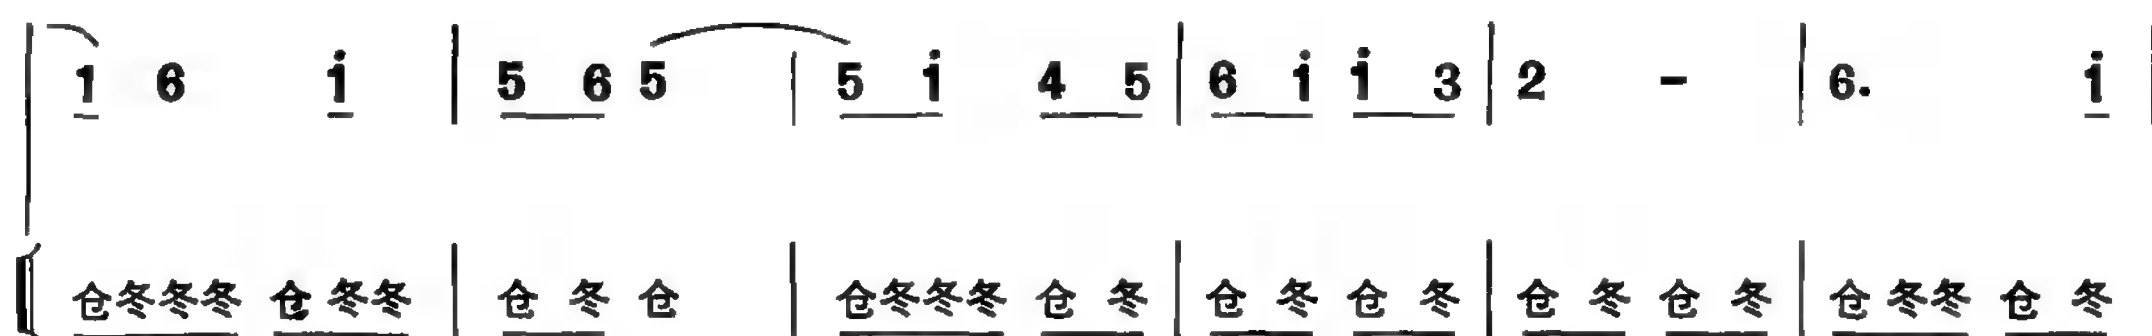 1 6 i | 5 6 5 | 5 i 4 5 | 6 i i 3 | 2 - | 6. i |
仓冬冬冬 仓冬冬 | 仓冬仓 | 仓冬冬冬 仓冬 | 仓冬仓冬 | 仓冬仓冬 | 仓冬冬仓冬